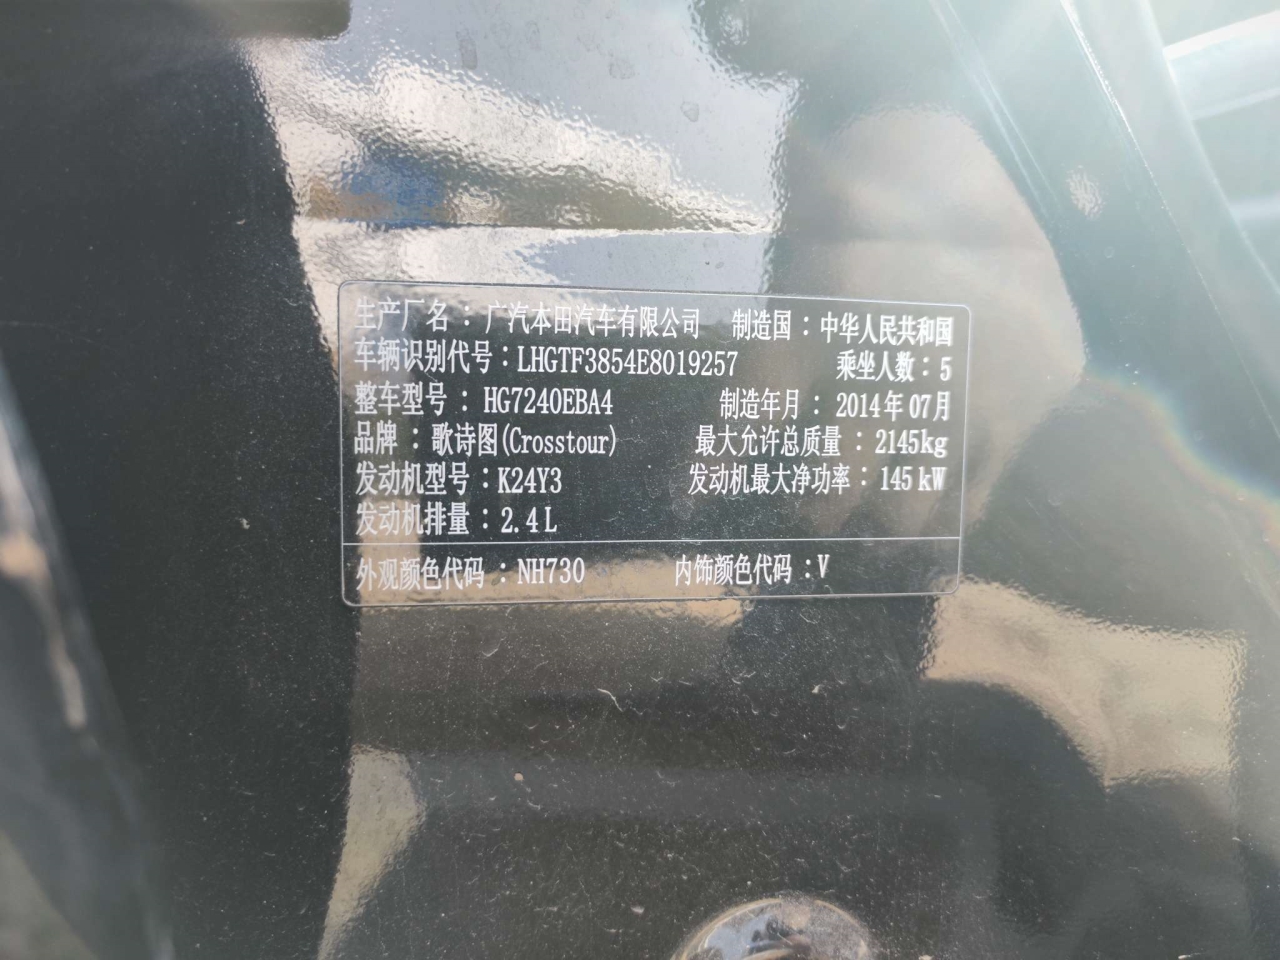 生产厂名：广汽本田汽车有限公司 制造国：中华人民共和国
车辆识别代号：LHGTF3854E8019257 乘坐人数：5
整车型号：HG7240EBA4 制造年月：2014年07月
品牌：歌诗图(Crosstour) 最大允许总质量：2145kg
发动机型号：K24Y3 发动机最大净功率：145kW
发动机排量：2.4L
外观颜色代码：NH730 内饰颜色代码：V